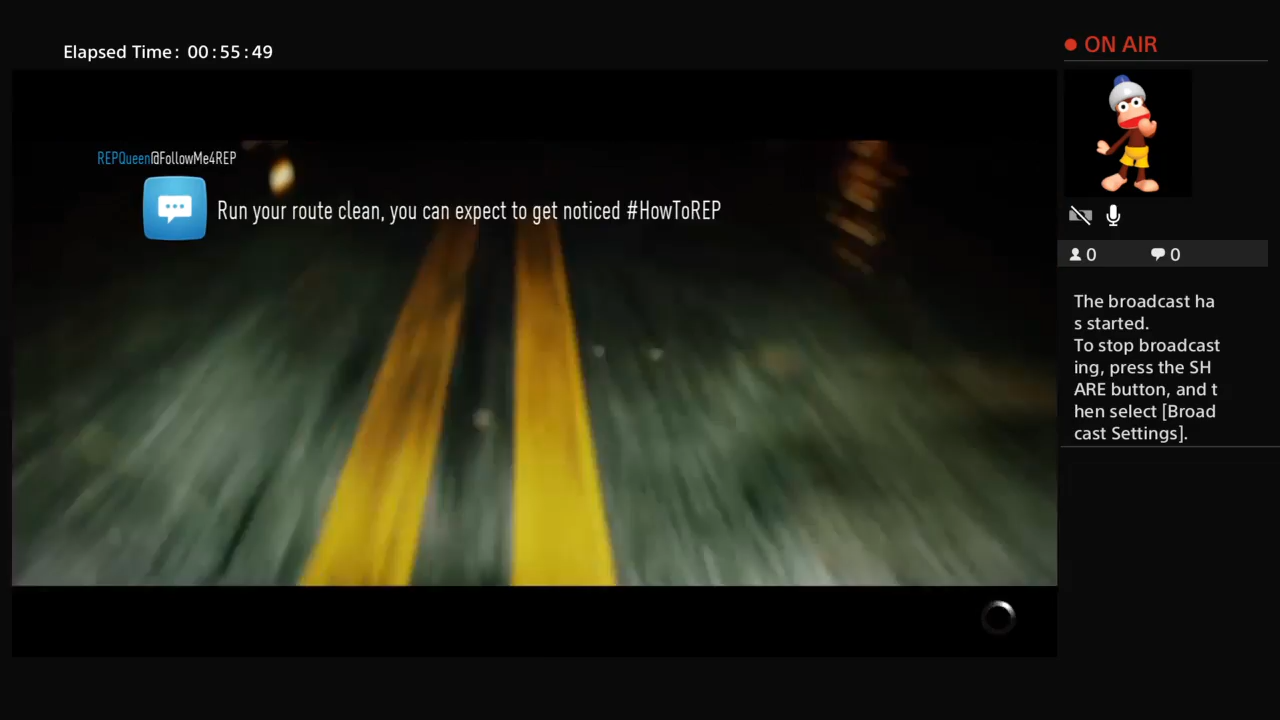 Elapsed Time: 00:55:49
ON AIR
REPQueen@FollowMe4REP
Run your route clean, you can expect to get noticed #HowToREP
0 0
The broadcast ha
s started.
To stop broadcast
ing, press the SH
ARE button, and t
hen select [Broad
cast Settings].